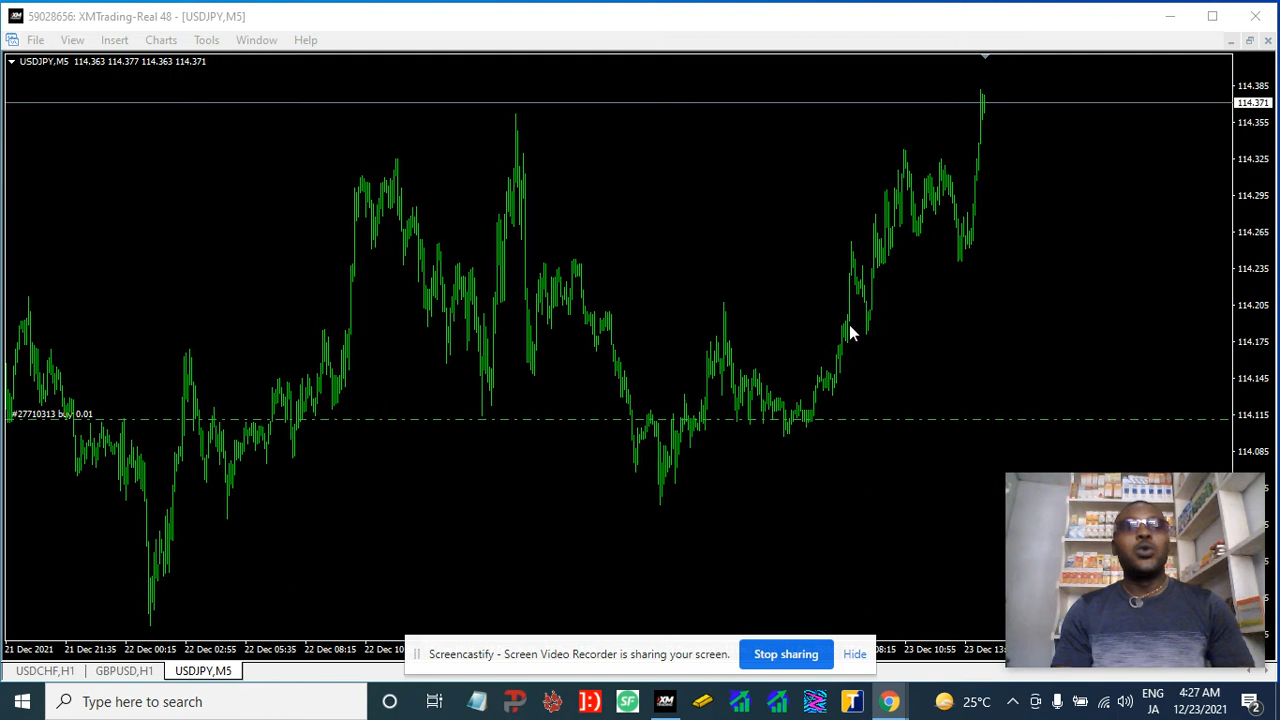 59028656: XMTrading-Real 48 - [USDJPY,M5]
File View Insert Charts Tools Window Help
USDJPY,M5 114.363 114.377 114.363 114.371
114.385
114.371
114.355
114.325
114.295
114.265
114.235
114.205
114.175
114.145
#27710313 buy 0.01
114.115
114.085
21 Dec 2021 21 Dec 21:35 22 Dec 00:15 22 Dec 02:55 22 Dec 05:35 22 Dec 08:15 22 Dec 23 Dec 10:55 23 Dec
Screencastify - Screen Video Recorder is sharing your screen. Stop sharing Hide
USDCHF,H1 GBPUSD,H1 USDJPY,M5
Type here to search
25°C
ENG
JA
4:27 AM
12/23/2021
2